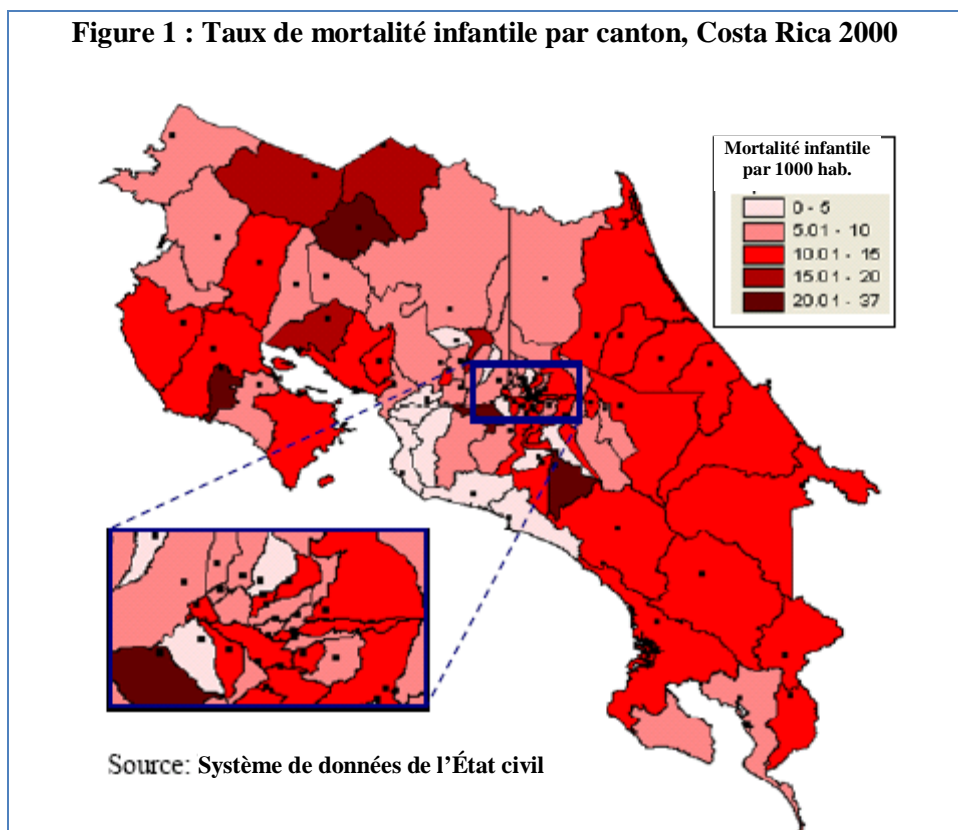 Figure 1 : Taux de mortalité infantile par canton, Costa Rica 2000
Mortalité infantile
par 1000 hab.
0 - 5
5.01 - 10
10.01 - 15
15.01 - 20
20.01 - 37
Source: Système de données de l'État civil